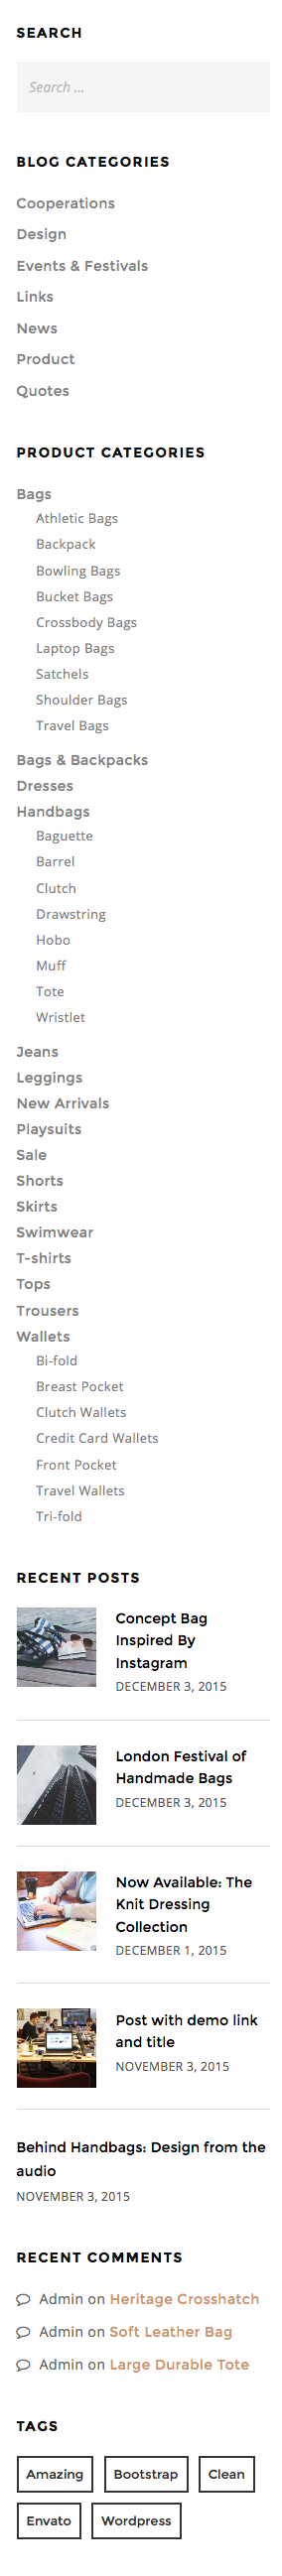 SEARCH
Search ...
BLOG CATEGORIES
Cooperations
Design
Events & Festivals
Links
News
Product
Quotes
PRODUCT CATEGORIES
Bags
Athletic Bags
Backpack
Bowling Bags
Bucket Bags
Crossbody Bags
Laptop Bags
Satchels
Shoulder Bags
Travel Bags
Bags & Backpacks
Dresses
Handbags
Baguette
Barrel
Clutch
Drawstring
Hobo
Muff
Tote
Wristlet
Jeans
Leggings
New Arrivals
Playsuits
Sale
Shorts
Skirts
Swimwear
T-shirts
Tops
Trousers
Wallets
Bi-fold
Breast Pocket
Clutch Wallets
Credit Card Wallets
Front Pocket
Travel Wallets
Tri-fold
RECENT POSTS
Concept Bag
Inspired By
Instagram
DECEMBER 3, 2015
London Festival of
Handmade Bags
DECEMBER 3, 2015
Now Available: The
Knit Dressing
Collection
DECEMBER 1, 2015
Post with demo link
and title
NOVEMBER 3, 2015
Behind Handbags: Design from the
audio
NOVEMBER 3, 2015
RECENT COMMENTS
Admin on Heritage Crosshatch
Admin on Soft Leather Bag
Admin on Large Durable Tote
TAGS
Amazing Bootstrap Clean
Envato Wordpress